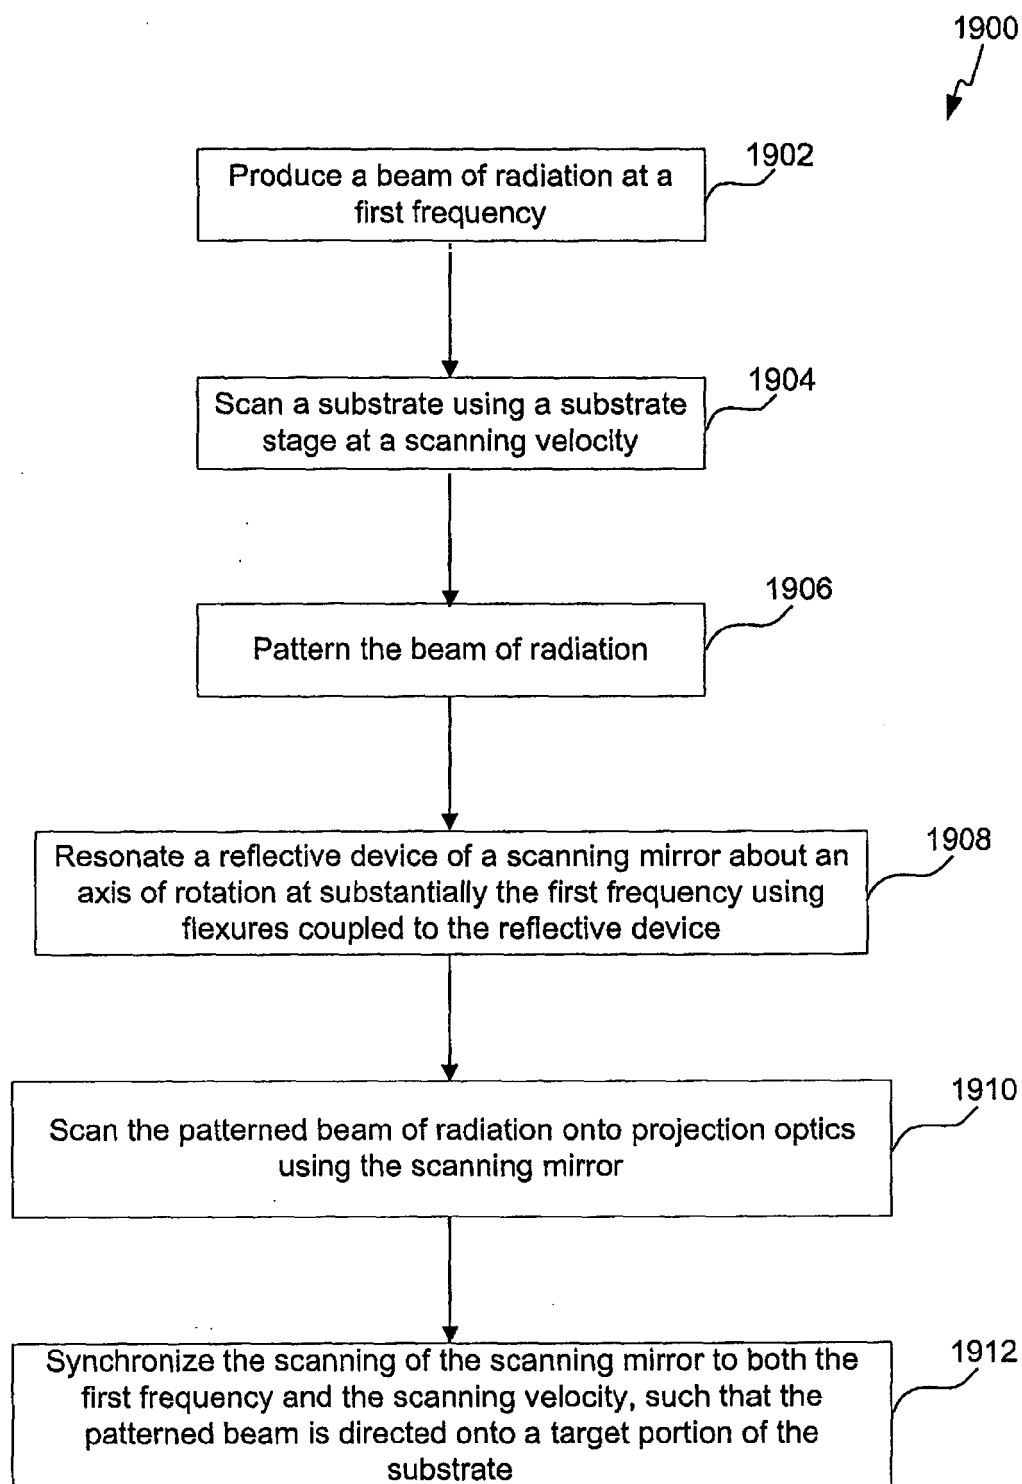 1900
1902
Produce a beam of radiation at a
first frequency
1904
Scan a substrate using a substrate
stage at a scanning velocity
1906
Pattern the beam of radiation
1908
Resonate a reflective device of a scanning mirror about an
axis of rotation at substantially the first frequency using
flexures coupled to the reflective device
1910
Scan the patterned beam of radiation onto projection optics
using the scanning mirror
1912
Synchronize the scanning of the scanning mirror to both the
first frequency and the scanning velocity, such that the
patterned beam is directed onto a target portion of the
substrate